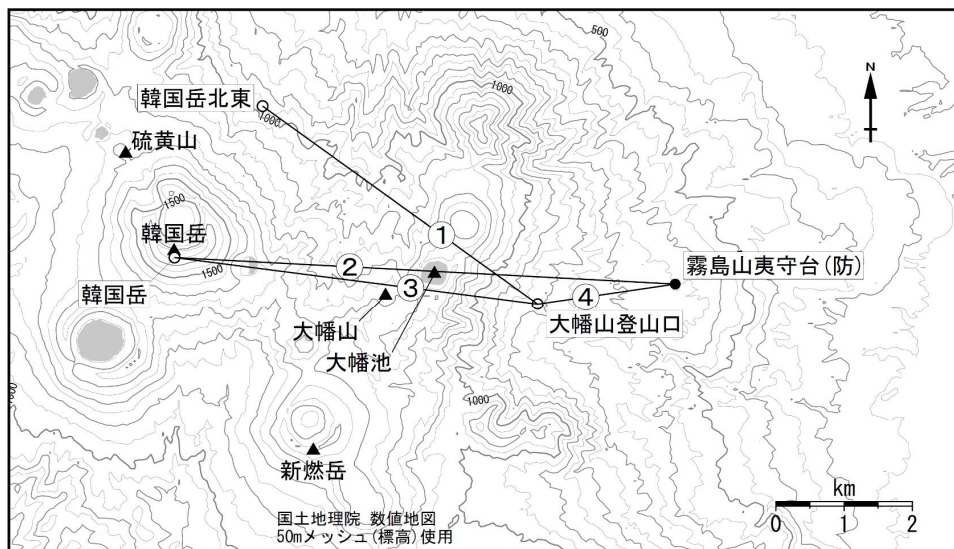 500
韓国岳北東
1000
1000
N
硫黄山
1500
韓国岳
①
②
霧島山夷守台(防)
1500
③
④
韓国岳
大幡山登山口
大幡山
大幡池
1000
新燃岳
km
国土地理院 数値地図
50mメッシュ(標高)使用
0 1 2